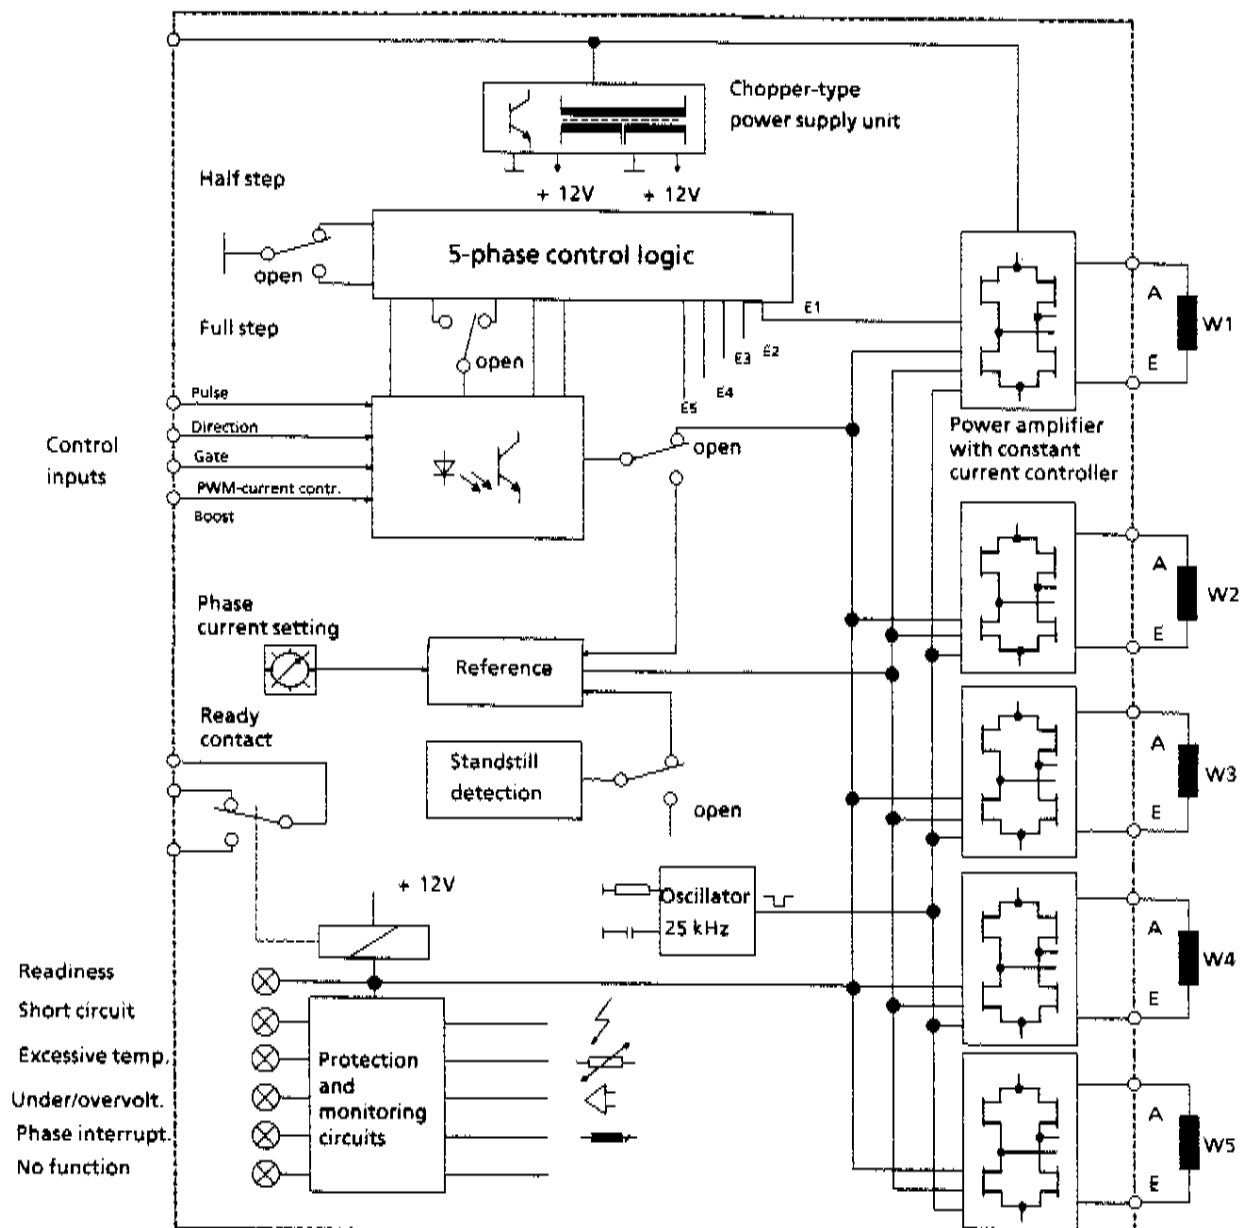 Chopper-type
power supply unit
+ 12V
+ 12V
Half step
5-phase control logic
open
Full step
open
E1
E2
E3
E4
E5
A
E
W1
Control
inputs
Pulse
Direction
Gate
PWM-current contr.
Boost
open
Power amplifier
with constant
current controller
A
E
W2
Phase
current setting
Reference
Ready
contact
Standstill
detection
open
A
E
W3
+ 12V
Oscillator
25 kHz
A
E
W4
Readiness
Short circuit
Excessive temp.
Under/overvolt.
Phase interrupt.
No function
Protection
and
monitoring
circuits
A
E
W5